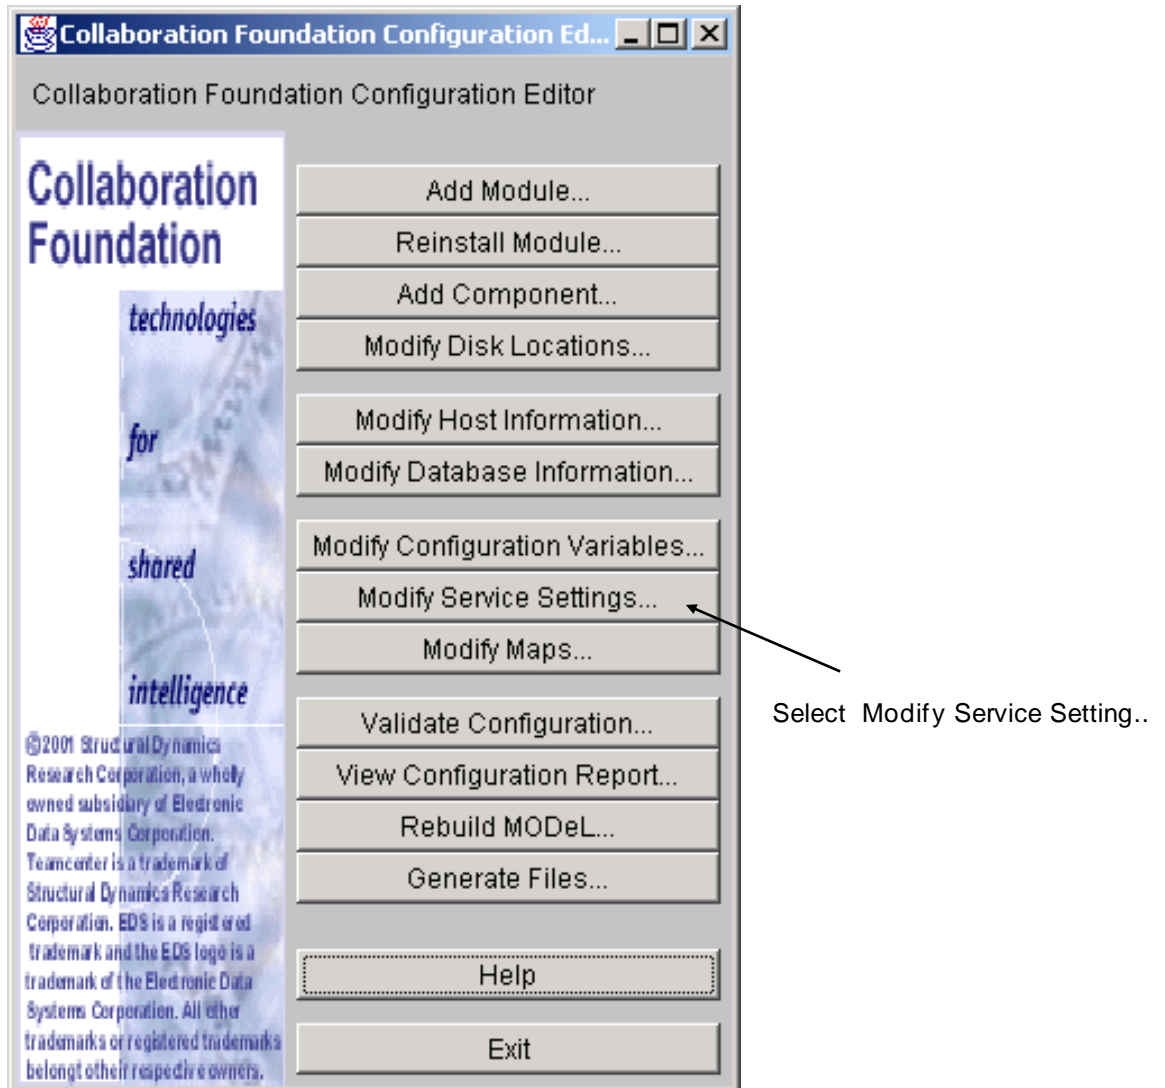 Collaboration Foundation Configuration Ed...
Collaboration Foundation Configuration Editor
Collaboration
Foundation
technologies
for
shared
intelligence
©2001 Structural Dynamics
Research Corporation, a wholly
owned subsidiary of Electronic
Data Systems Corporation.
Teamcenter is a trademark of
Structural Dynamics Research
Corporation. EDS is a registered
trademark and the EDS logo is a
trademark of the Electronic Data
Systems Corporation. All other
trademarks or registered trademarks
belong to their respective owners.
Add Module...
Reinstall Module...
Add Component...
Modify Disk Locations...
Modify Host Information...
Modify Database Information...
Modify Configuration Variables...
Modify Service Settings...
Modify Maps...
Validate Configuration...
View Configuration Report...
Rebuild MODeL...
Generate Files...
Help
Exit
Select Modify Service Setting..